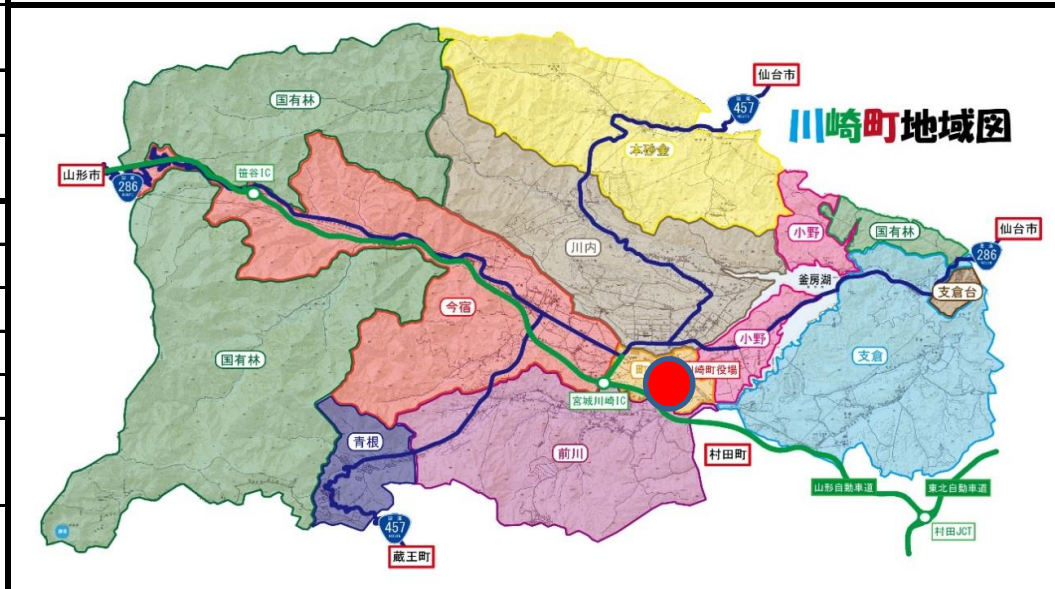 川崎町地域図
仙台市
457
国有林
本砂金
笹谷IC
山形市
286
小野
国有林
仙台市
286
川内
釜房湖
支倉台
今宿
小野
支倉
国有林
崎町役場
宮城川崎IC
青根
前川
村田町
山形自動車道
東北自動車道
457
村田JCT
蔵王町